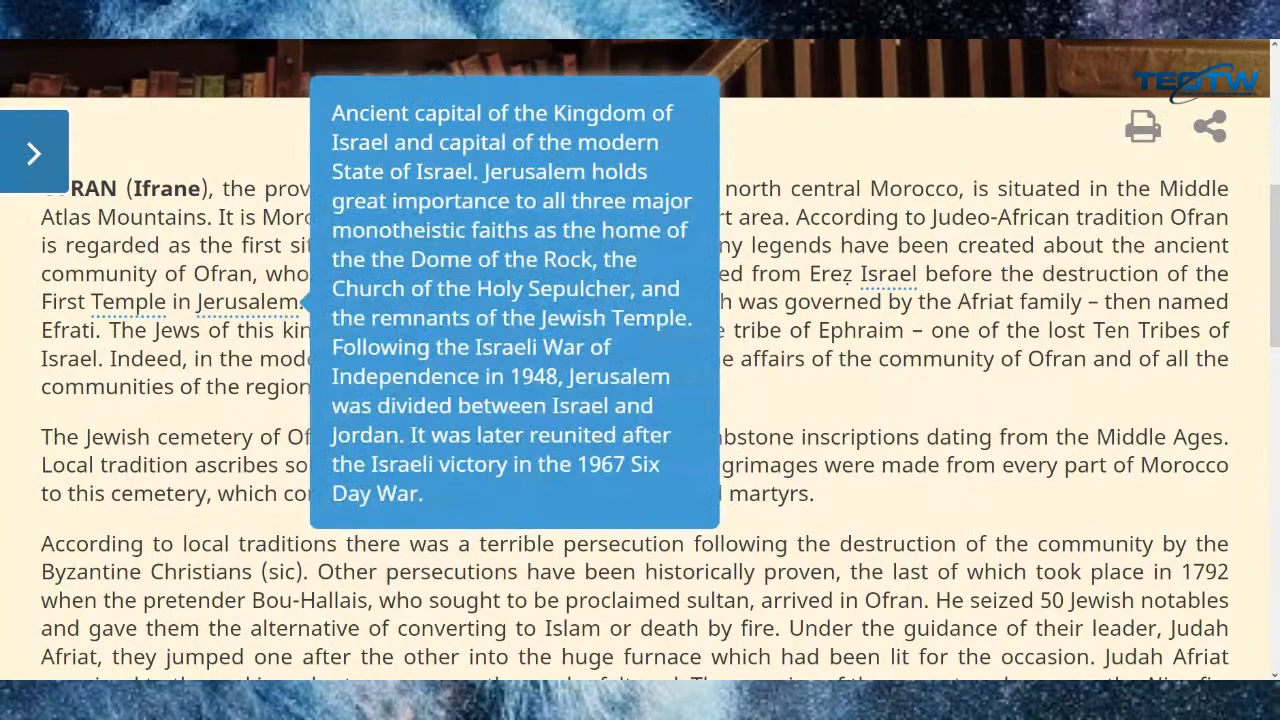 TEOTW
Ancient capital of the Kingdom of
Israel and capital of the modern
State of Israel. Jerusalem holds
great importance to all three major
monotheistic faiths as the home of
the the Dome of the Rock, the
Church of the Holy Sepulcher, and
the remnants of the Jewish Temple.
Following the Israeli War of
Independence in 1948, Jerusalem
was divided between Israel and
Jordan. It was later reunited after
the Israeli victory in the 1967 Six
Day War.
RAN (Ifrane), the north central Morocco, is situated in the Middle
Atlas Mountains. It is area. According to Judeo-African tradition Ofran
is regarded as the first legends have been created about the ancient
community of Ofran, from Ereẓ Israel before the destruction of the
First Temple in Jerusalem. was governed by the Afriat family – then named
Efrati. The Jews of this tribe of Ephraim – one of the lost Ten Tribes of
Israel. Indeed, in the affairs of the community of Ofran and of all the
communities of the region
The Jewish cemetery of inscriptions dating from the Middle Ages.
Local tradition ascribes were made from every part of Morocco
to this cemetery, which martyrs.
According to local traditions there was a terrible persecution following the destruction of the community by the
Byzantine Christians (sic). Other persecutions have been historically proven, the last of which took place in 1792
when the pretender Bou-Hallais, who sought to be proclaimed sultan, arrived in Ofran. He seized 50 Jewish notables
and gave them the alternative of converting to Islam or death by fire. Under the guidance of their leader, Judah
Afriat, they jumped one after the other into the huge furnace which had been lit for the occasion. Judah Afriat